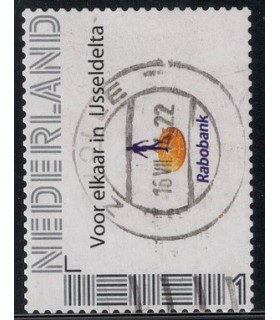 NEDERLAND
Voor elkaar in IJsseldelta
Rabobank
1